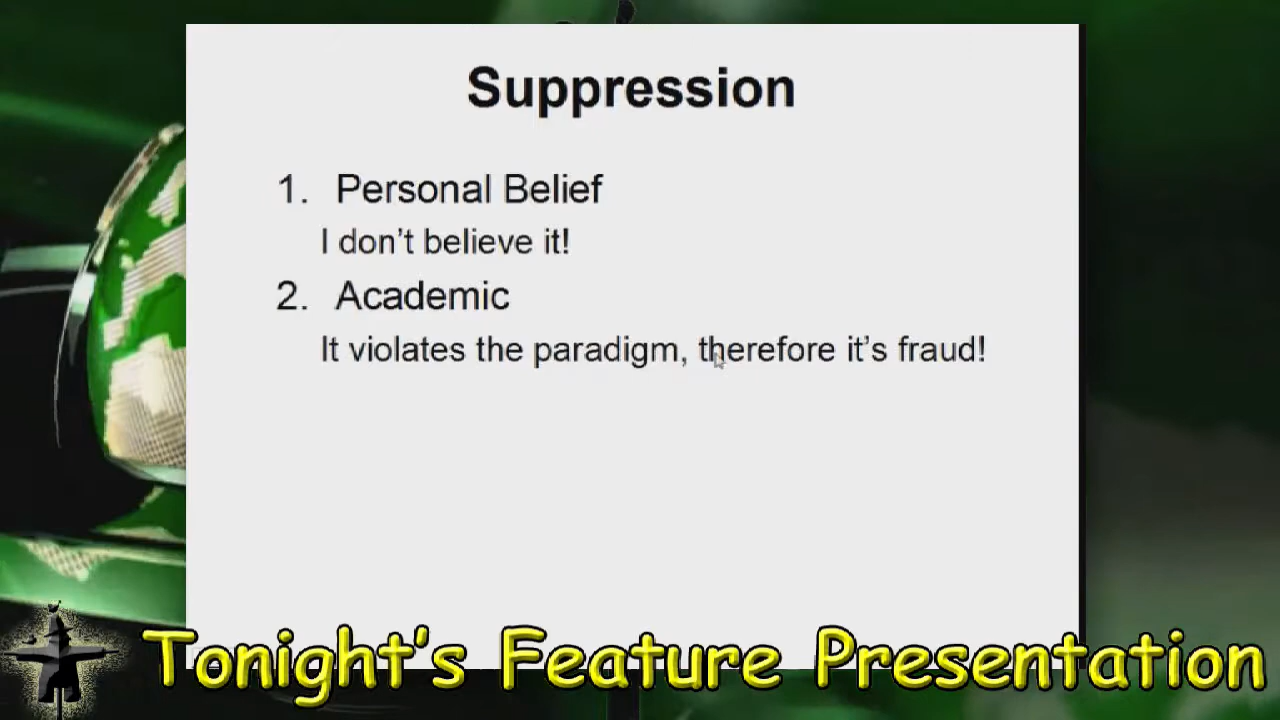 Suppression
1. Personal Belief
I don't believe it!
2. Academic
It violates the paradigm, therefore it's fraud!
Tonight's Feature Presentation